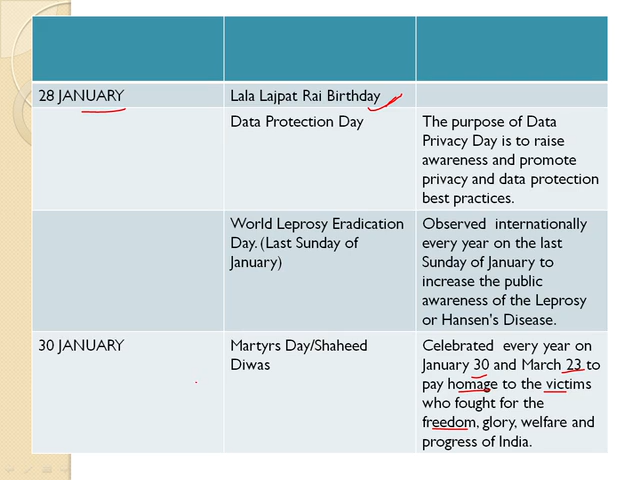 28 JANUARY
Lala Lajpat Rai Birthday
Data Protection Day
The purpose of Data
Privacy Day is to raise
awareness and promote
privacy and data protection
best practices.
World Leprosy Eradication
Day. (Last Sunday of
January)
Observed internationally
every year on the last
Sunday of January to
increase the public
awareness of the Leprosy
or Hansen's Disease.
30 JANUARY
Martyrs Day/Shaheed
Diwas
Celebrated every year on
January 30 and March 23 to
pay homage to the victims
who fought for the
freedom, glory, welfare and
progress of India.